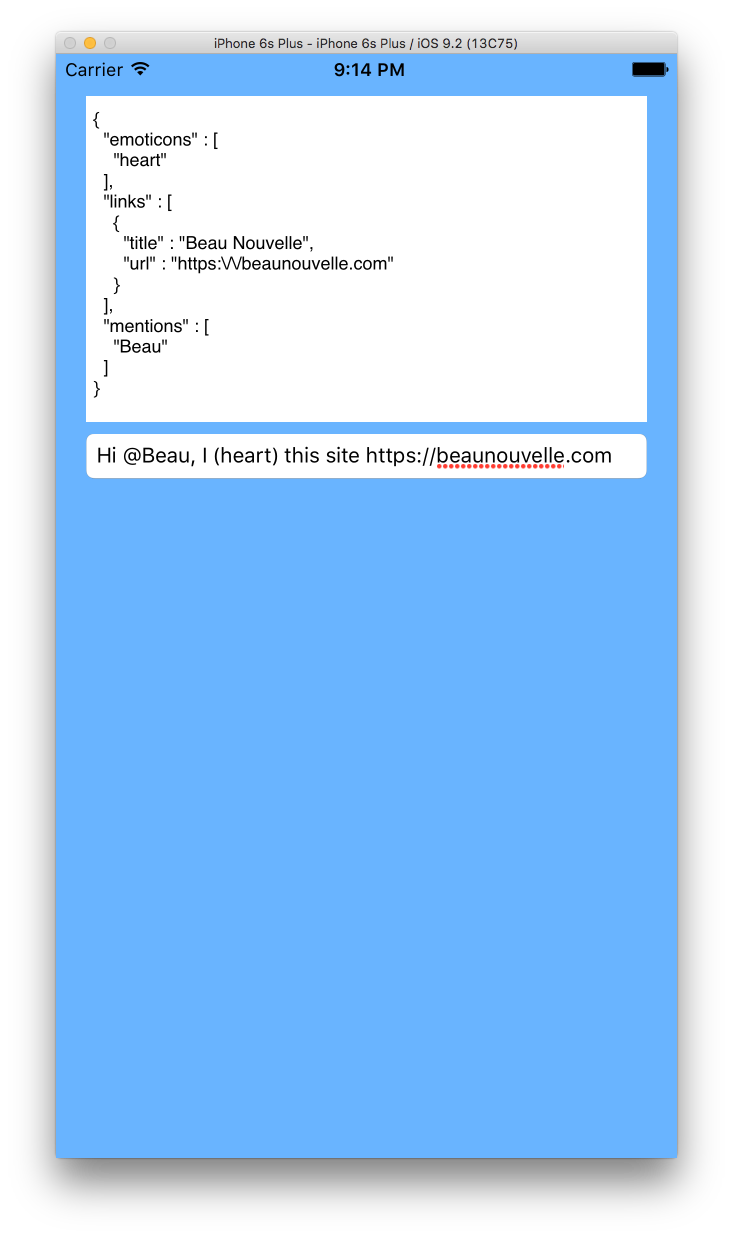 iPhone 6s Plus - iPhone 6s Plus / iOS 9.2 (13C75)
Carrier 9:14 PM
{
"emoticons" : [
"heart"
],
"links" : [
{
"title" : "Beau Nouvelle",
"url" : "https:\/\/beaunouvelle.com"
}
],
"mentions" : [
"Beau"
]
}
Hi @Beau, I (heart) this site https://beaunouvelle.com